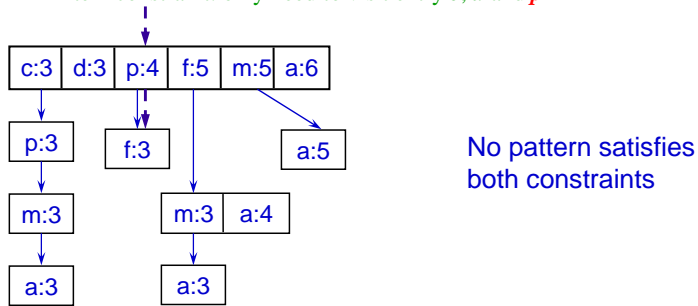 c:3 d:3 p:4 f:5 m:5 a:6
p:3 f:3 a:5
No pattern satisfies
both constraints
m:3 m:3 a:4
a:3 a:3